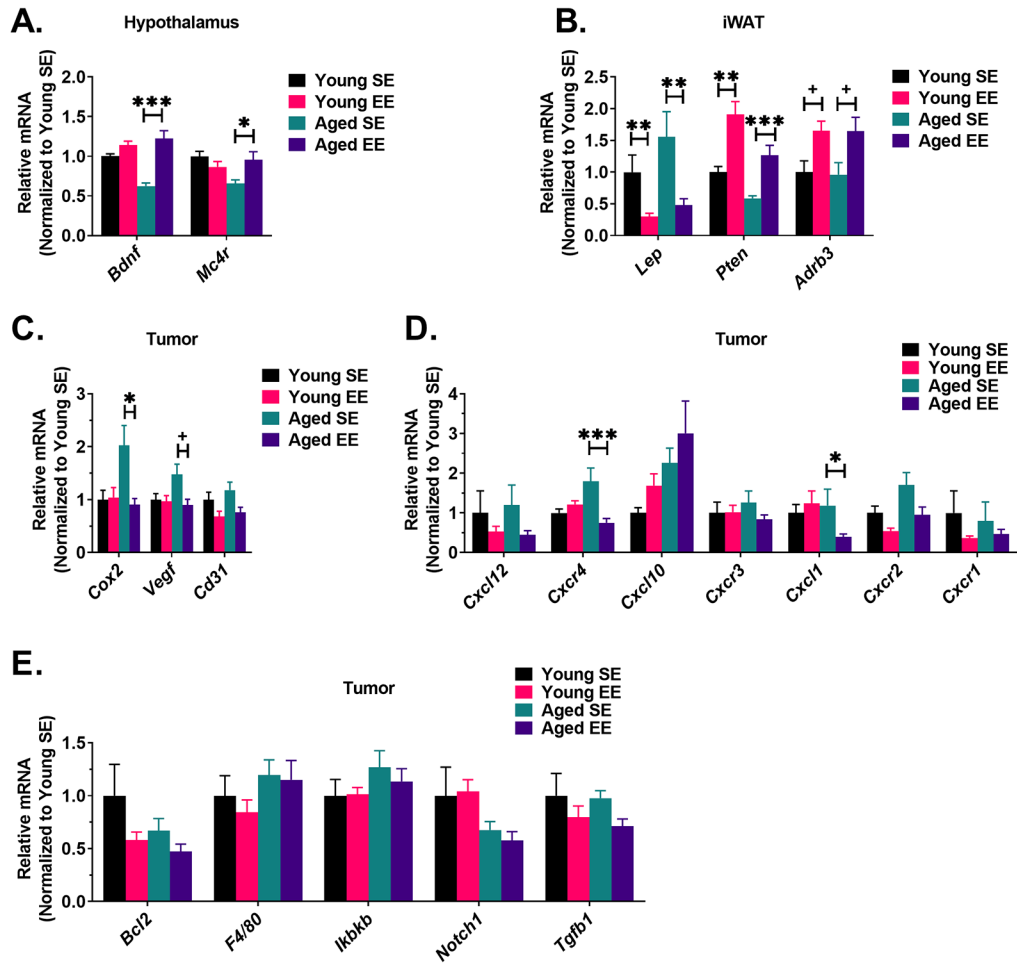 A.
Hypothalamus
Relative mRNA
(Normalized to Young SE)
2.0
1.5
1.0
0.5
0.0
***
*
Bdnf
Mc4r
Young SE
Young EE
Aged SE
Aged EE
B.
iWAT
Relative mRNA
(Normalized to Young SE)
2.5
2.0
1.5
1.0
0.5
0.0
**
**
**
***
+
+
Lep
Pten
Adrb3
Young SE
Young EE
Aged SE
Aged EE
C.
Tumor
Relative mRNA
(Normalized to Young SE)
3
2
1
0
*
+
Cox2
Vegf
Cd31
Young SE
Young EE
Aged SE
Aged EE
D.
Tumor
Relative mRNA
(Normalized to Young SE)
4
3
2
1
0
***
*
Cxcl12
Cxcr4
Cxcl10
Cxcr3
Cxcl1
Cxcr2
Cxcr1
Young SE
Young EE
Aged SE
Aged EE
E.
Tumor
Relative mRNA
(Normalized to Young SE)
1.5
1.0
0.5
0.0
Bcl2
F4/80
Ikbkb
Notch1
Tgfb1
Young SE
Young EE
Aged SE
Aged EE